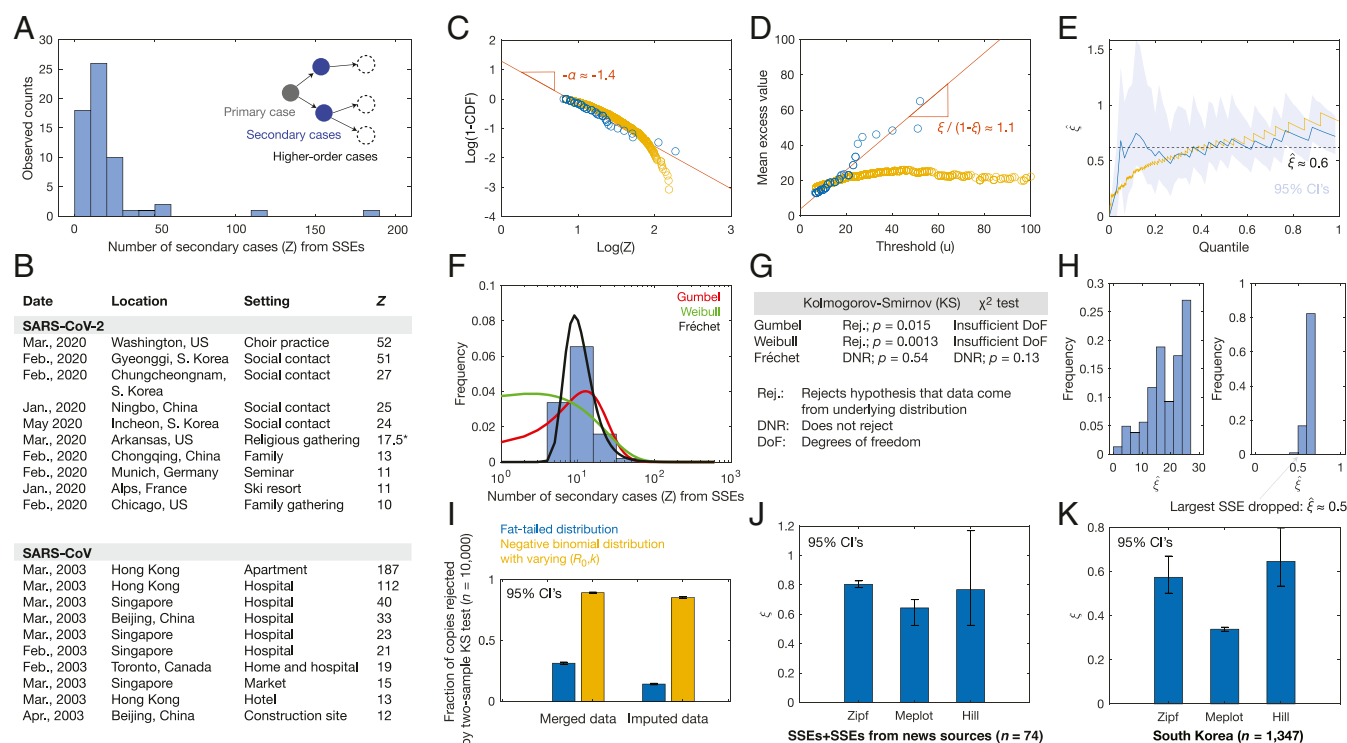 A
Observed counts
30
25
20
15
10
5
0
0 50 100 150 200
Number of secondary cases (Z) from SSEs
Primary case
Secondary cases
Higher-order cases
B
Date Location Setting Z
SARS-CoV-2
Mar., 2020 Washington, US Choir practice 52
Feb., 2020 Gyeonggi, S. Korea Social contact 51
Feb., 2020 Chungcheongnam, Social contact 27
S. Korea
Jan., 2020 Ningbo, China Social contact 25
May 2020 Incheon, S. Korea Social contact 24
Mar., 2020 Arkansas, US Religious gathering 17.5*
Feb., 2020 Chongqing, China Family 13
Feb., 2020 Munich, Germany Seminar 11
Jan., 2020 Alps, France Ski resort 11
Feb., 2020 Chicago, US Family gathering 10
SARS-CoV
Mar., 2003 Hong Kong Apartment 187
Mar., 2003 Hong Kong Hospital 112
Mar., 2003 Singapore Hospital 40
Mar., 2003 Beijing, China Hospital 33
Mar., 2003 Singapore Hospital 23
Feb., 2003 Singapore Hospital 21
Feb., 2003 Toronto, Canada Home and hospital 19
Mar., 2003 Singapore Market 15
Mar., 2003 Hong Kong Hotel 13
Apr., 2003 Beijing, China Construction site 12
C
Log(1-CDF)
2
1
0
-1
-2
-3
-4
0 1 2 3
Log(Z)
-α ≈ -1.4
D
Mean excess value
100
80
60
40
20
0
0 20 40 60 80 100
Threshold (u)
ξ / (1-ξ) ≈ 1.1
E
ξ̂
1.5
1
0.5
0
0 0.2 0.4 0.6 0.8 1
Quantile
ξ̂ ≈ 0.6
95% CI's
F
Frequency
0.1
0.08
0.06
0.04
0.02
0
10⁰ 10¹ 10² 10³
Number of secondary cases (Z) from SSEs
Gumbel
Weibull
Fréchet
G
Kolmogorov-Smirnov (KS) χ² test
Gumbel Rej.; p = 0.015 Insufficient DoF
Weibull Rej.; p = 0.0013 Insufficient DoF
Fréchet DNR; p = 0.54 DNR; p = 0.13
Rej.: Rejects hypothesis that data come
from underlying distribution
DNR: Does not reject
DoF: Degrees of freedom
H
Frequency
0.3
0.25
0.2
0.15
0.1
0.05
0
0 10 20 30
ξ̂
Frequency
1
0.8
0.6
0.4
0.2
0
0 0.5 1
ξ̂
Largest SSE dropped: ξ̂ ≈ 0.5
I
Fat-tailed distribution
Negative binomial distribution
with varying (R₀,k)
Fraction of copies rejected
by two-sample KS test (n = 10,000)
1
0.5
0
95% CI's
Merged data Imputed data
J
ξ
1.2
1
0.8
0.6
0.4
0.2
0
95% CI's
Zipf Meplot Hill
SSEs+SSEs from news sources (n = 74)
K
ξ
0.8
0.6
0.4
0.2
0
95% CI's
Zipf Meplot Hill
South Korea (n = 1,347)